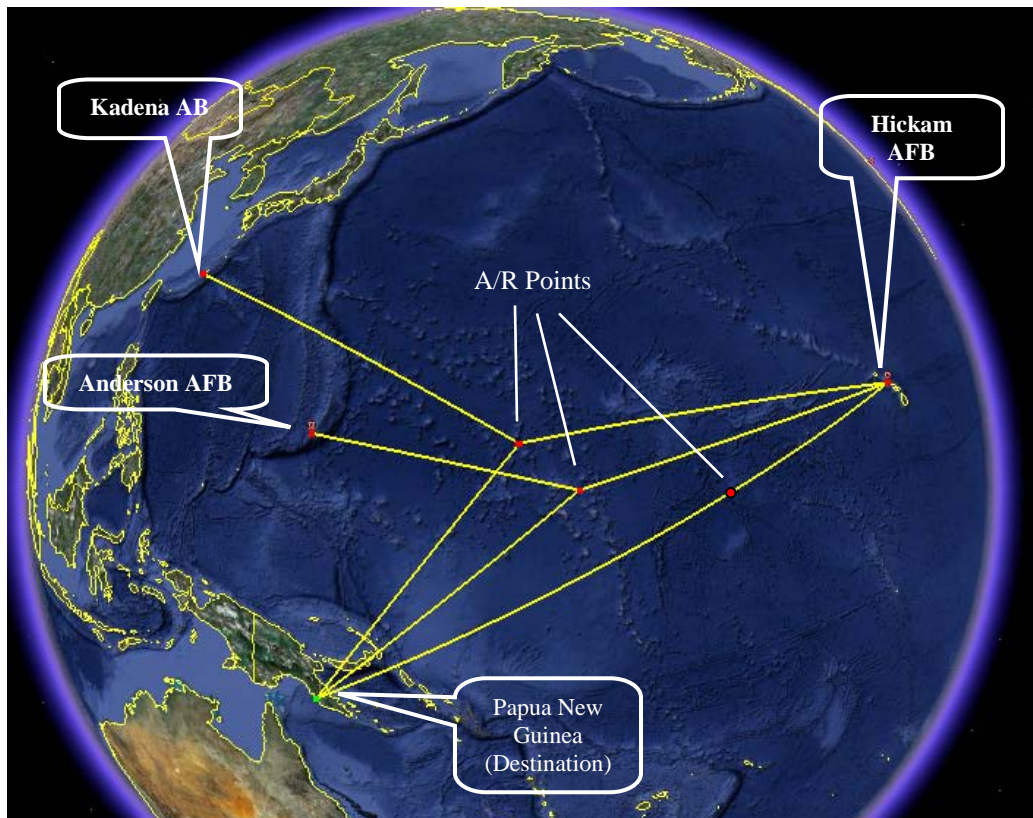 Kadena AB
Hickam
AFB
A/R Points
Anderson AFB
Papua New
Guinea
(Destination)